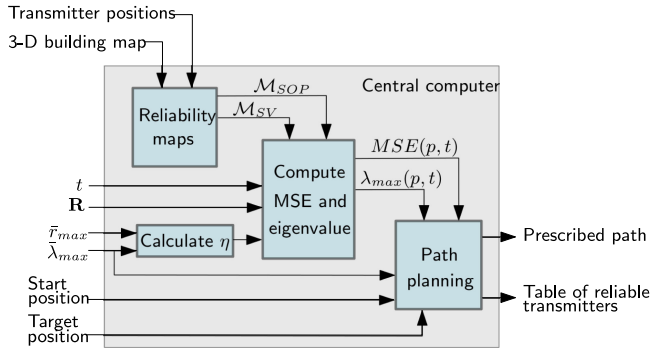 Transmitter positions
3-D building map
Central computer
Reliability
maps
M_SOP
M_SV
Compute
MSE and
eigenvalue
MSE(p, t)
λ_max(p, t)
t
R
r̄_max
λ̄_max
Calculate η
Path
planning
Prescribed path
Start
position
Table of reliable
transmitters
Target
position